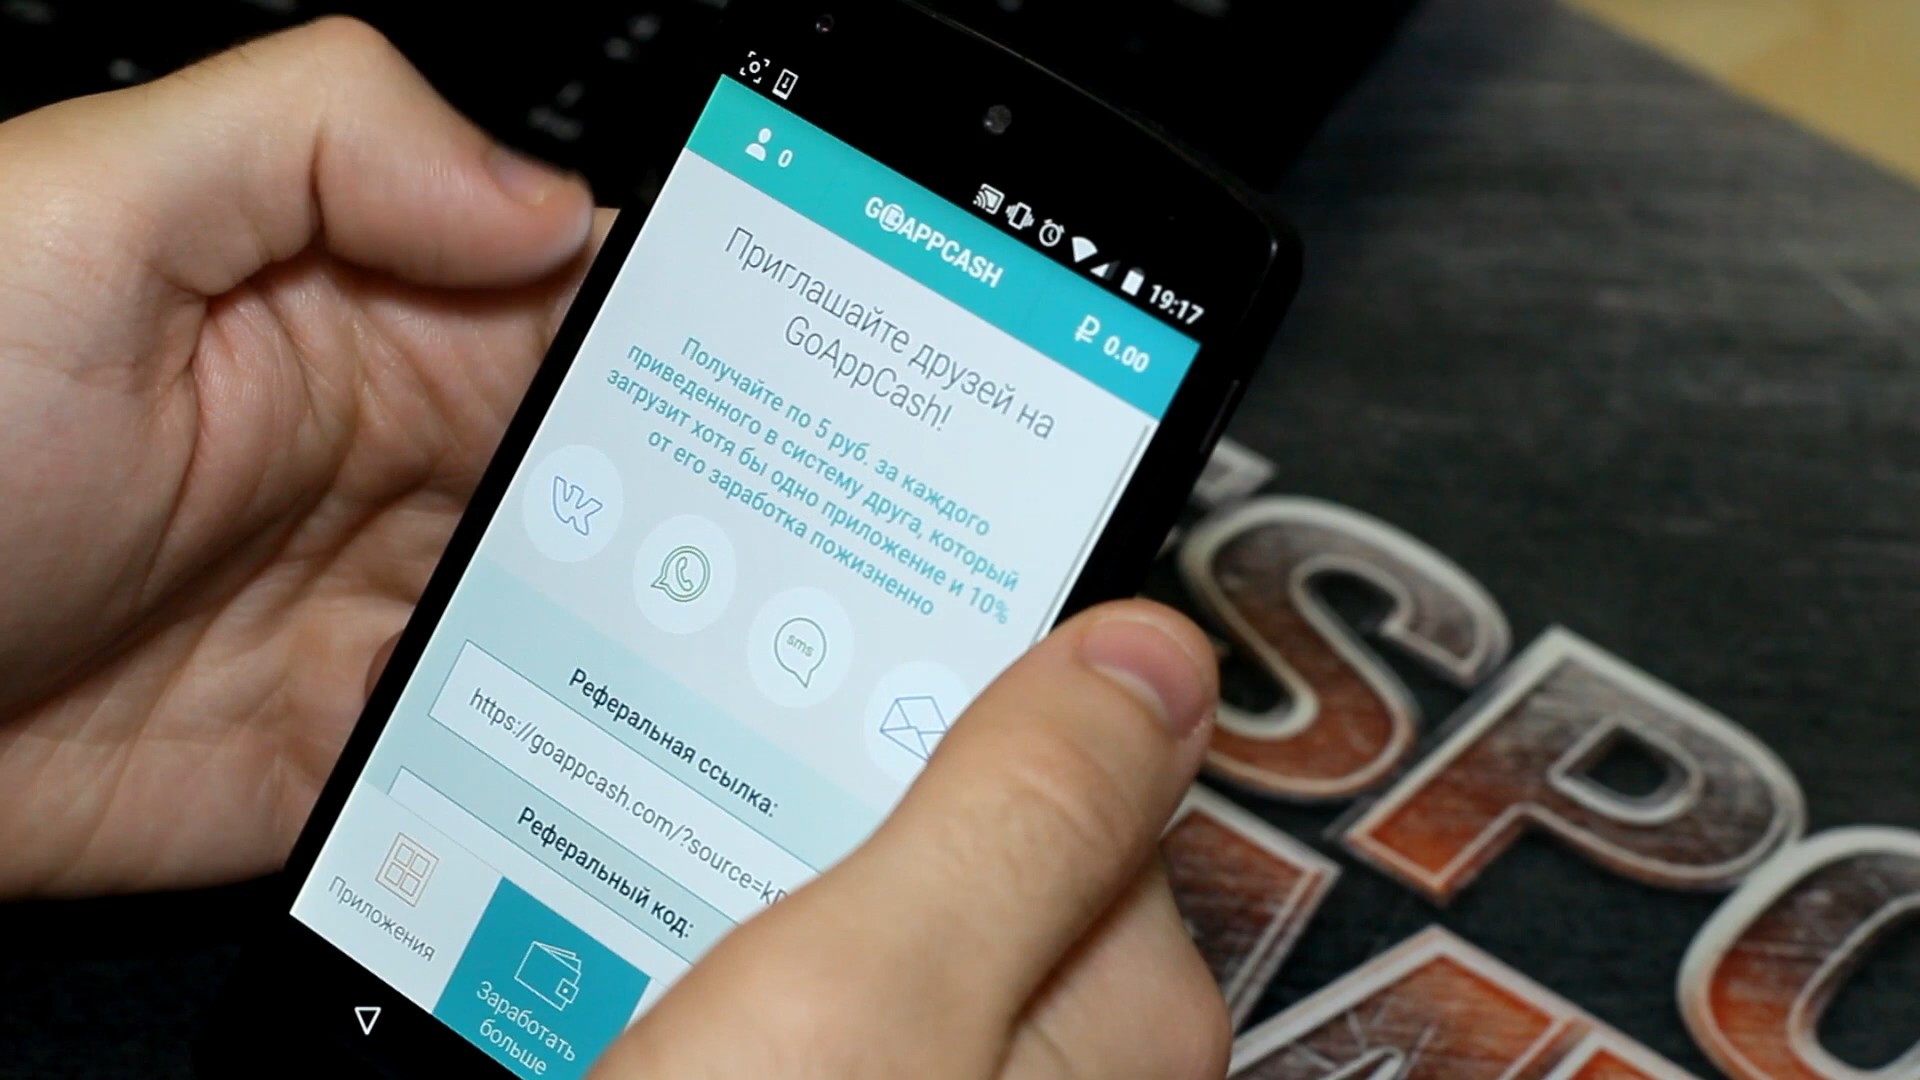 19:17
0
GOAPPCASH
₽ 0.00
Приглашайте друзей на
GoAppCash!
Получайте по 5 руб. за каждого
приведенного в систему друга, который
загрузит хотя бы одно приложение и 10%
от его заработка пожизненно
sms
Реферальная ссылка:
https://goappcash.com/?source=k
Реферальный код:
Приложения
Заработать
больше
SPO